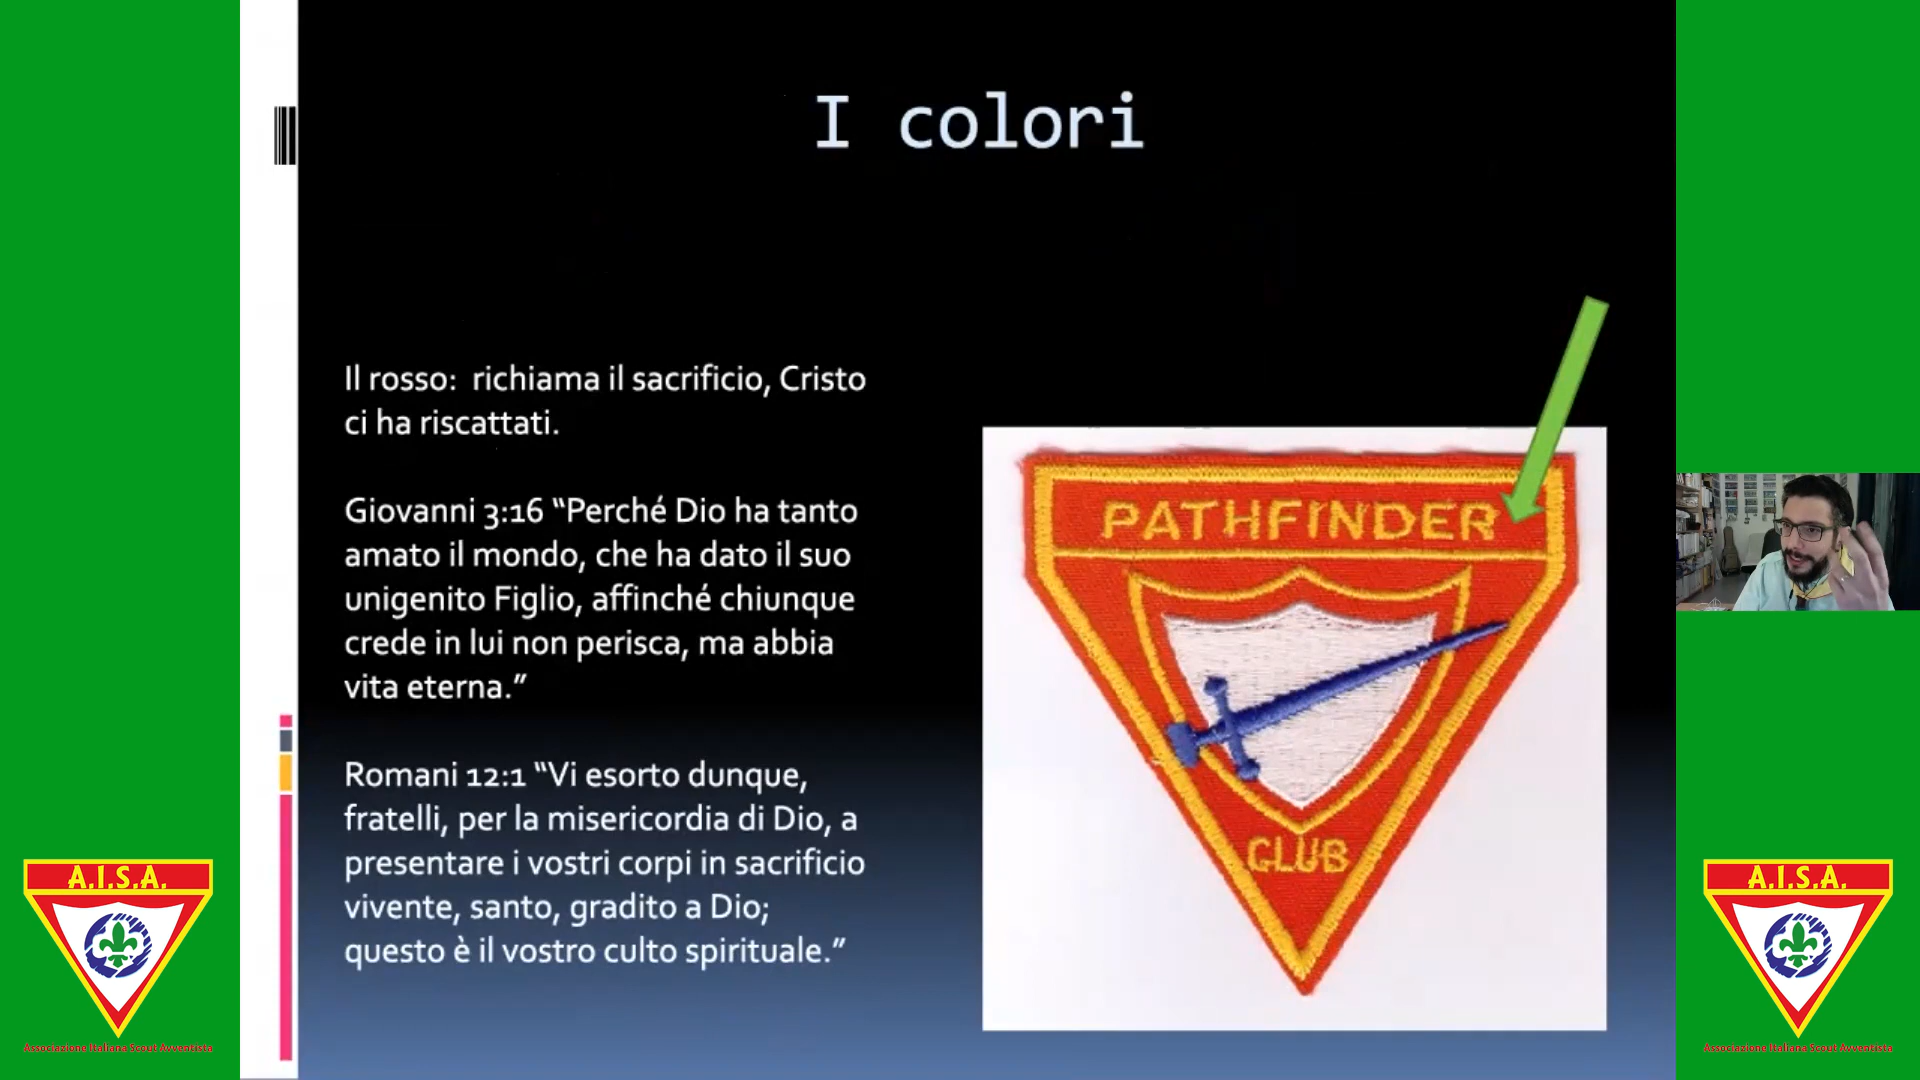 I colori
Il rosso:  richiama il sacrificio, Cristo
ci ha riscattati.
Giovanni 3:16 “Perché Dio ha tanto
amato il mondo, che ha dato il suo
unigenito Figlio, affinché chiunque
crede in lui non perisca, ma abbia
vita eterna.”
Romani 12:1 “Vi esorto dunque,
fratelli, per la misericordia di Dio, a
presentare i vostri corpi in sacrificio
vivente, santo, gradito a Dio;
questo è il vostro culto spirituale.”
PATHFINDER
CLUB
A.I.S.A.
Associazione Italiana Scout Avventista
A.I.S.A.
Associazione Italiana Scout Avventista